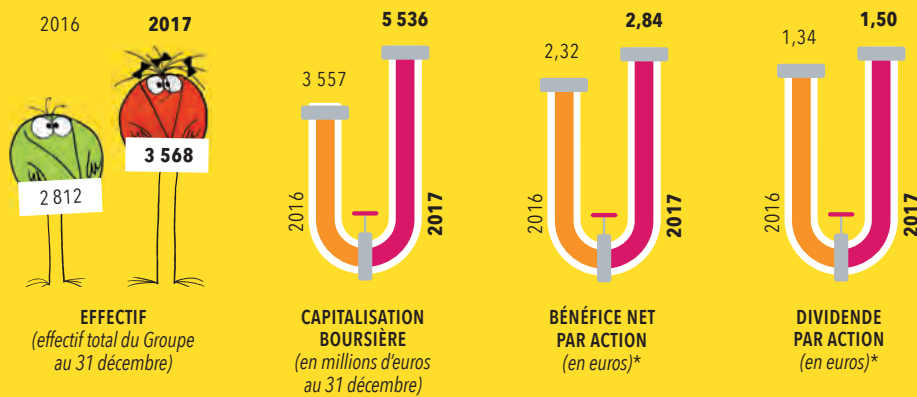 2016
2017
2 812
3 568
EFFECTIF
(effectif total du Groupe
au 31 décembre)
3 557
5 536
2016
2017
CAPITALISATION
BOURSIÈRE
(en millions d'euros
au 31 décembre)
2,32
2,84
2016
2017
BÉNÉFICE NET
PAR ACTION
(en euros)*
1,34
1,50
2016
2017
DIVIDENDE
PAR ACTION
(en euros)*